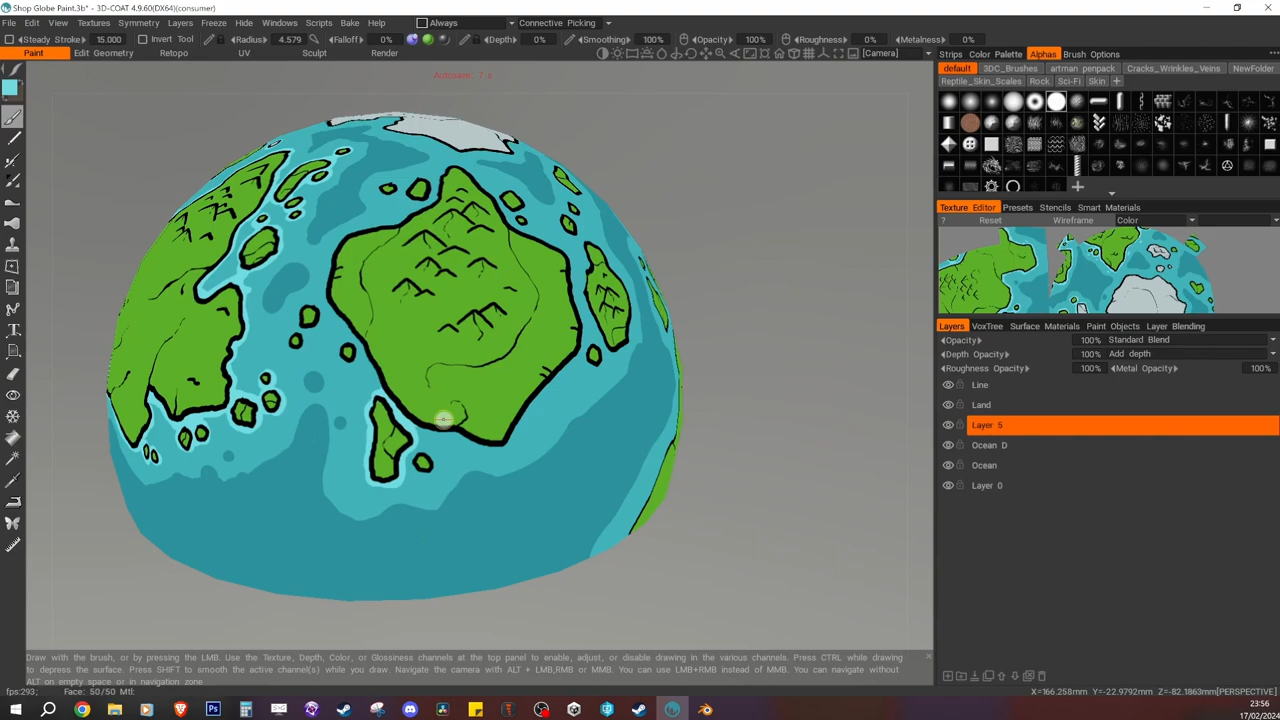 Shop Globe Paint.3b* - 3D-COAT 4.9.60(DX64)(consumer)
File Edit View Textures Symmetry Layers Freeze Hide Windows Scripts Bake Help Always Connective Picking
Steady Stroke 15.000 Invert Tool Radius 4.579 Falloff 0% Depth 0% Smoothing 100% Opacity 100% Roughness 0% Metalness 0%
Paint Edit Geometry [Camera]
UV Sculpt Render Retopo
Autosave: 7 s
Strips Color Palette Alphas Brush Options
default 3DC_Brushes artman penpack Cracks_Wrinkles_Veins NewFolder
Reptile_Skin_Scales Rock Sci-Fi Skin
Texture Editor Presets Stencils Smart Materials
? Reset Wireframe Color
Layers VoxTree Surface Materials Paint Objects Layer Blending
Opacity 100% Standard Blend
Depth Opacity 100% Add depth
Roughness Opacity 100% Metal Opacity 100%
Line
Land
Layer 5
Ocean D
Ocean
Layer 0
Draw with the brush, or by pressing the LMB. Use the Texture, Depth, Color, or Glossiness channels at the top panel to enable, adjust, or disable drawing in the various channels. Press CTRL while drawing
to depress the surface. Press SHIFT to smooth the active channel(s) while you draw. Navigate the camera with ALT + LMB,RMB or MMB. You can use LMB+RMB instead of MMB. You can navigate without
ALT on empty space or in navigation zone
fps:293; Face: 50/50 Mtl: X=166.258mm Y=-22.9792mm Z=-82.1863mm[PERSPECTIVE]
23:56
17/02/2024